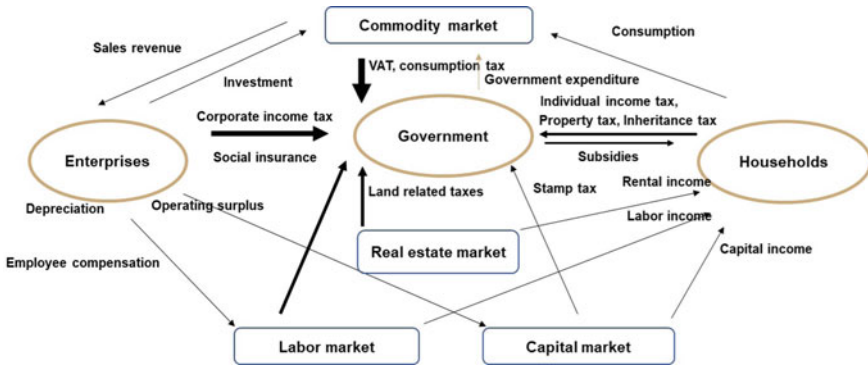 Commodity market
Sales revenue
Consumption
Investment
VAT, consumption tax
Government expenditure
Corporate income tax
Individual income tax,
Property tax, Inheritance tax
Enterprises
Government
Households
Social insurance
Subsidies
Depreciation
Operating surplus
Land related taxes
Stamp tax
Rental income
Labor income
Real estate market
Capital income
Employee compensation
Labor market
Capital market